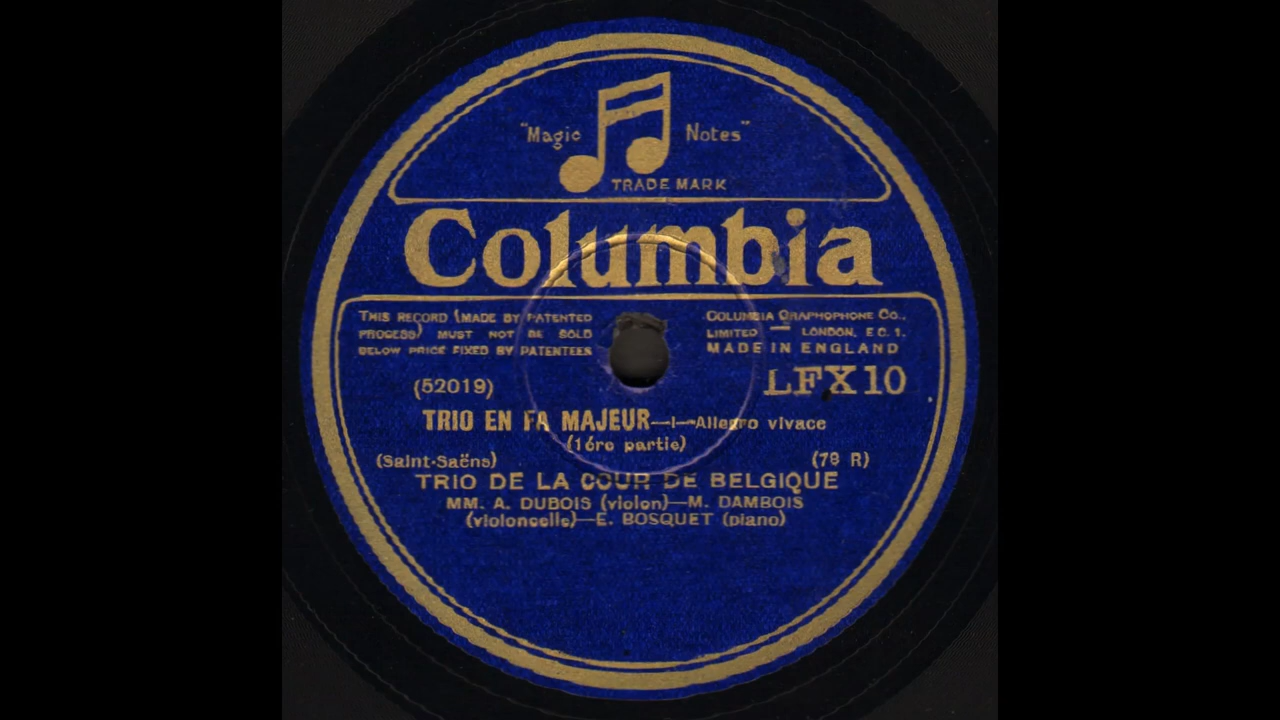 "Magic Notes"
TRADE MARK
Columbia
THIS RECORD (MADE BY PATENTED
PROCESS) MUST NOT BE SOLD
BELOW PRICE FIXED BY PATENTEES
COLUMBIA GRAPHOPHONE CO.,
LIMITED — LONDON, E.C.1.
MADE IN ENGLAND
(52019)
LFX10
TRIO EN FA MAJEUR—I—Allegro vivace
(1ére partie)
(Saint-Saëns)
(78 R)
TRIO DE LA COUR DE BELGIQUE
MM. A. DUBOIS (violon)—M. DAMBOIS
(violoncelle)—E. BOSQUET (piano)